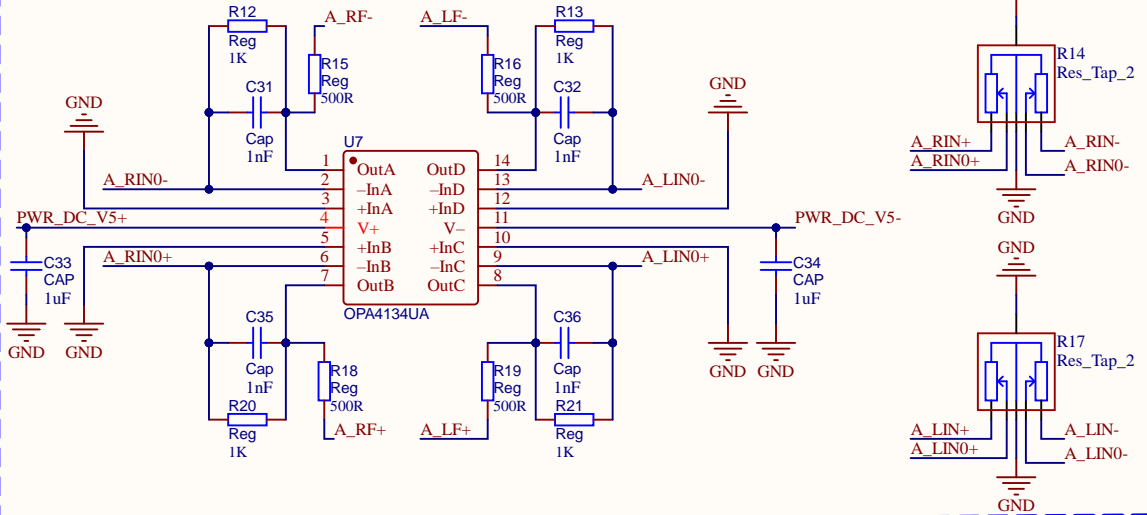 R12
Reg
1K
A_RF-
R15
Reg
500R
C31
Cap
1nF
A_LF-
R16
Reg
500R
R13
Reg
1K
C32
Cap
1nF
GND
GND
R14
Res_Tap_2
A_RIN+
A_RIN0+
A_RIN-
A_RIN0-
GND
U7
1 OutA OutD 14
A_RIN0- 2 –InA –InD 13 A_LIN0-
3 +InA +InD 12
PWR_DC_V5+ 4 V+ V– 11 PWR_DC_V5-
5 +InB +InC 10
A_RIN0+ 6 –InB –InC 9 A_LIN0+
7 OutB OutC 8
OPA4134UA
C33
CAP
1uF
GND
GND
C34
CAP
1uF
GND
GND
C35
Cap
1nF
R18
Reg
500R
R20
Reg
1K
A_RF+
C36
Cap
1nF
R19
Reg
500R
R21
Reg
1K
A_LF+
GND
R17
Res_Tap_2
A_LIN+
A_LIN0+
A_LIN-
A_LIN0-
GND